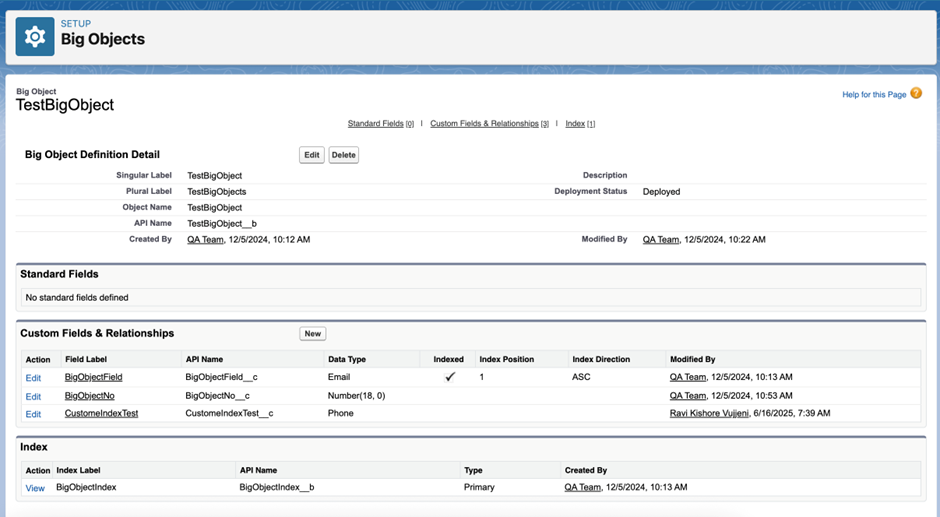 SETUP
Big Objects
Big Object
TestBigObject
Help for this Page ?
Standard Fields [0] | Custom Fields & Relationships [3] | Index [1]
Big Object Definition Detail Edit Delete
Singular Label TestBigObject Description
Plural Label TestBigObjects Deployment Status Deployed
Object Name TestBigObject
API Name TestBigObject__b
Created By QA Team, 12/5/2024, 10:12 AM Modified By QA Team, 12/5/2024, 10:22 AM
Standard Fields
No standard fields defined
Custom Fields & Relationships New
Action Field Label API Name Data Type Indexed Index Position Index Direction Modified By
Edit BigObjectField BigObjectField__c Email ✓ 1 ASC QA Team, 12/5/2024, 10:13 AM
Edit BigObjectNo BigObjectNo__c Number(18, 0) QA Team, 12/5/2024, 10:53 AM
Edit CustomeIndexTest CustomeIndexTest__c Phone Ravi Kishore Vujjeni, 6/16/2025, 7:39 AM
Index
Action Index Label API Name Type Created By
View BigObjectIndex BigObjectIndex__b Primary QA Team, 12/5/2024, 10:13 AM